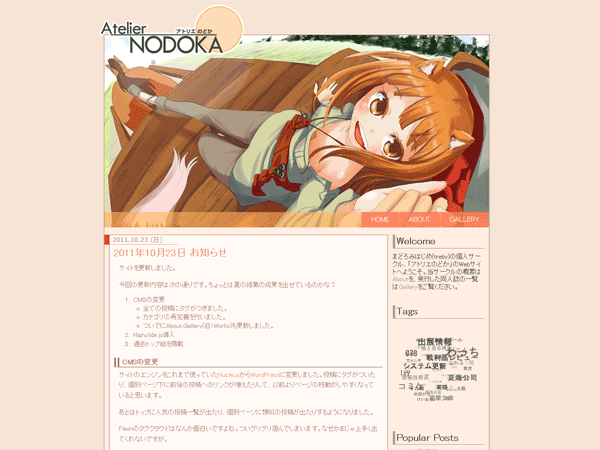 Atelier
アトリエ のどか
NODOKA
HOME
ABOUT
GALLERY
2011.10.23 (日)
2011年10月23日 お知らせ
サイトを更新しました。
今回の更新内容は次の通りです。ちょっとは夏の修業の成果を出せているのかな？
1. CMSの変更
全ての投稿にタグがつきました。
カテゴリの再定義を行いました。
ついでにAbout,Gallery(旧:Works)も更新しました。
2. Highslide js導入
3. 過去トップ絵を掲載
CMSの変更
サイトのエンジンをこれまで使っていたNucleusからWordPressに変更しました。投稿にタグがついた
り、個別ページ下に前後の投稿へのリンクが増えたりして、以前よりページの移動がしやすくなって
いると思います。
あとはトップに人気の投稿一覧が出たり、個別ページに類似の投稿が出たりするようになりました。
Flashのタグクラウドはなんか面白いですよね。ついグリグリ遊んでしまいます。なぜかIEじゃ上手く出
てくれないですが。
Welcome
まどろみはじめ(treby)の個人サー
クル、「アトリエのどか」のWebサイ
トへようこそ。当サークルの概要は
Aboutを、発行した同人誌の一覧
はGalleryをご覧ください。
Tags
出展情報
わっち
戦利品レビュー
システム更新
夏海公司
コミケ
Popular Posts